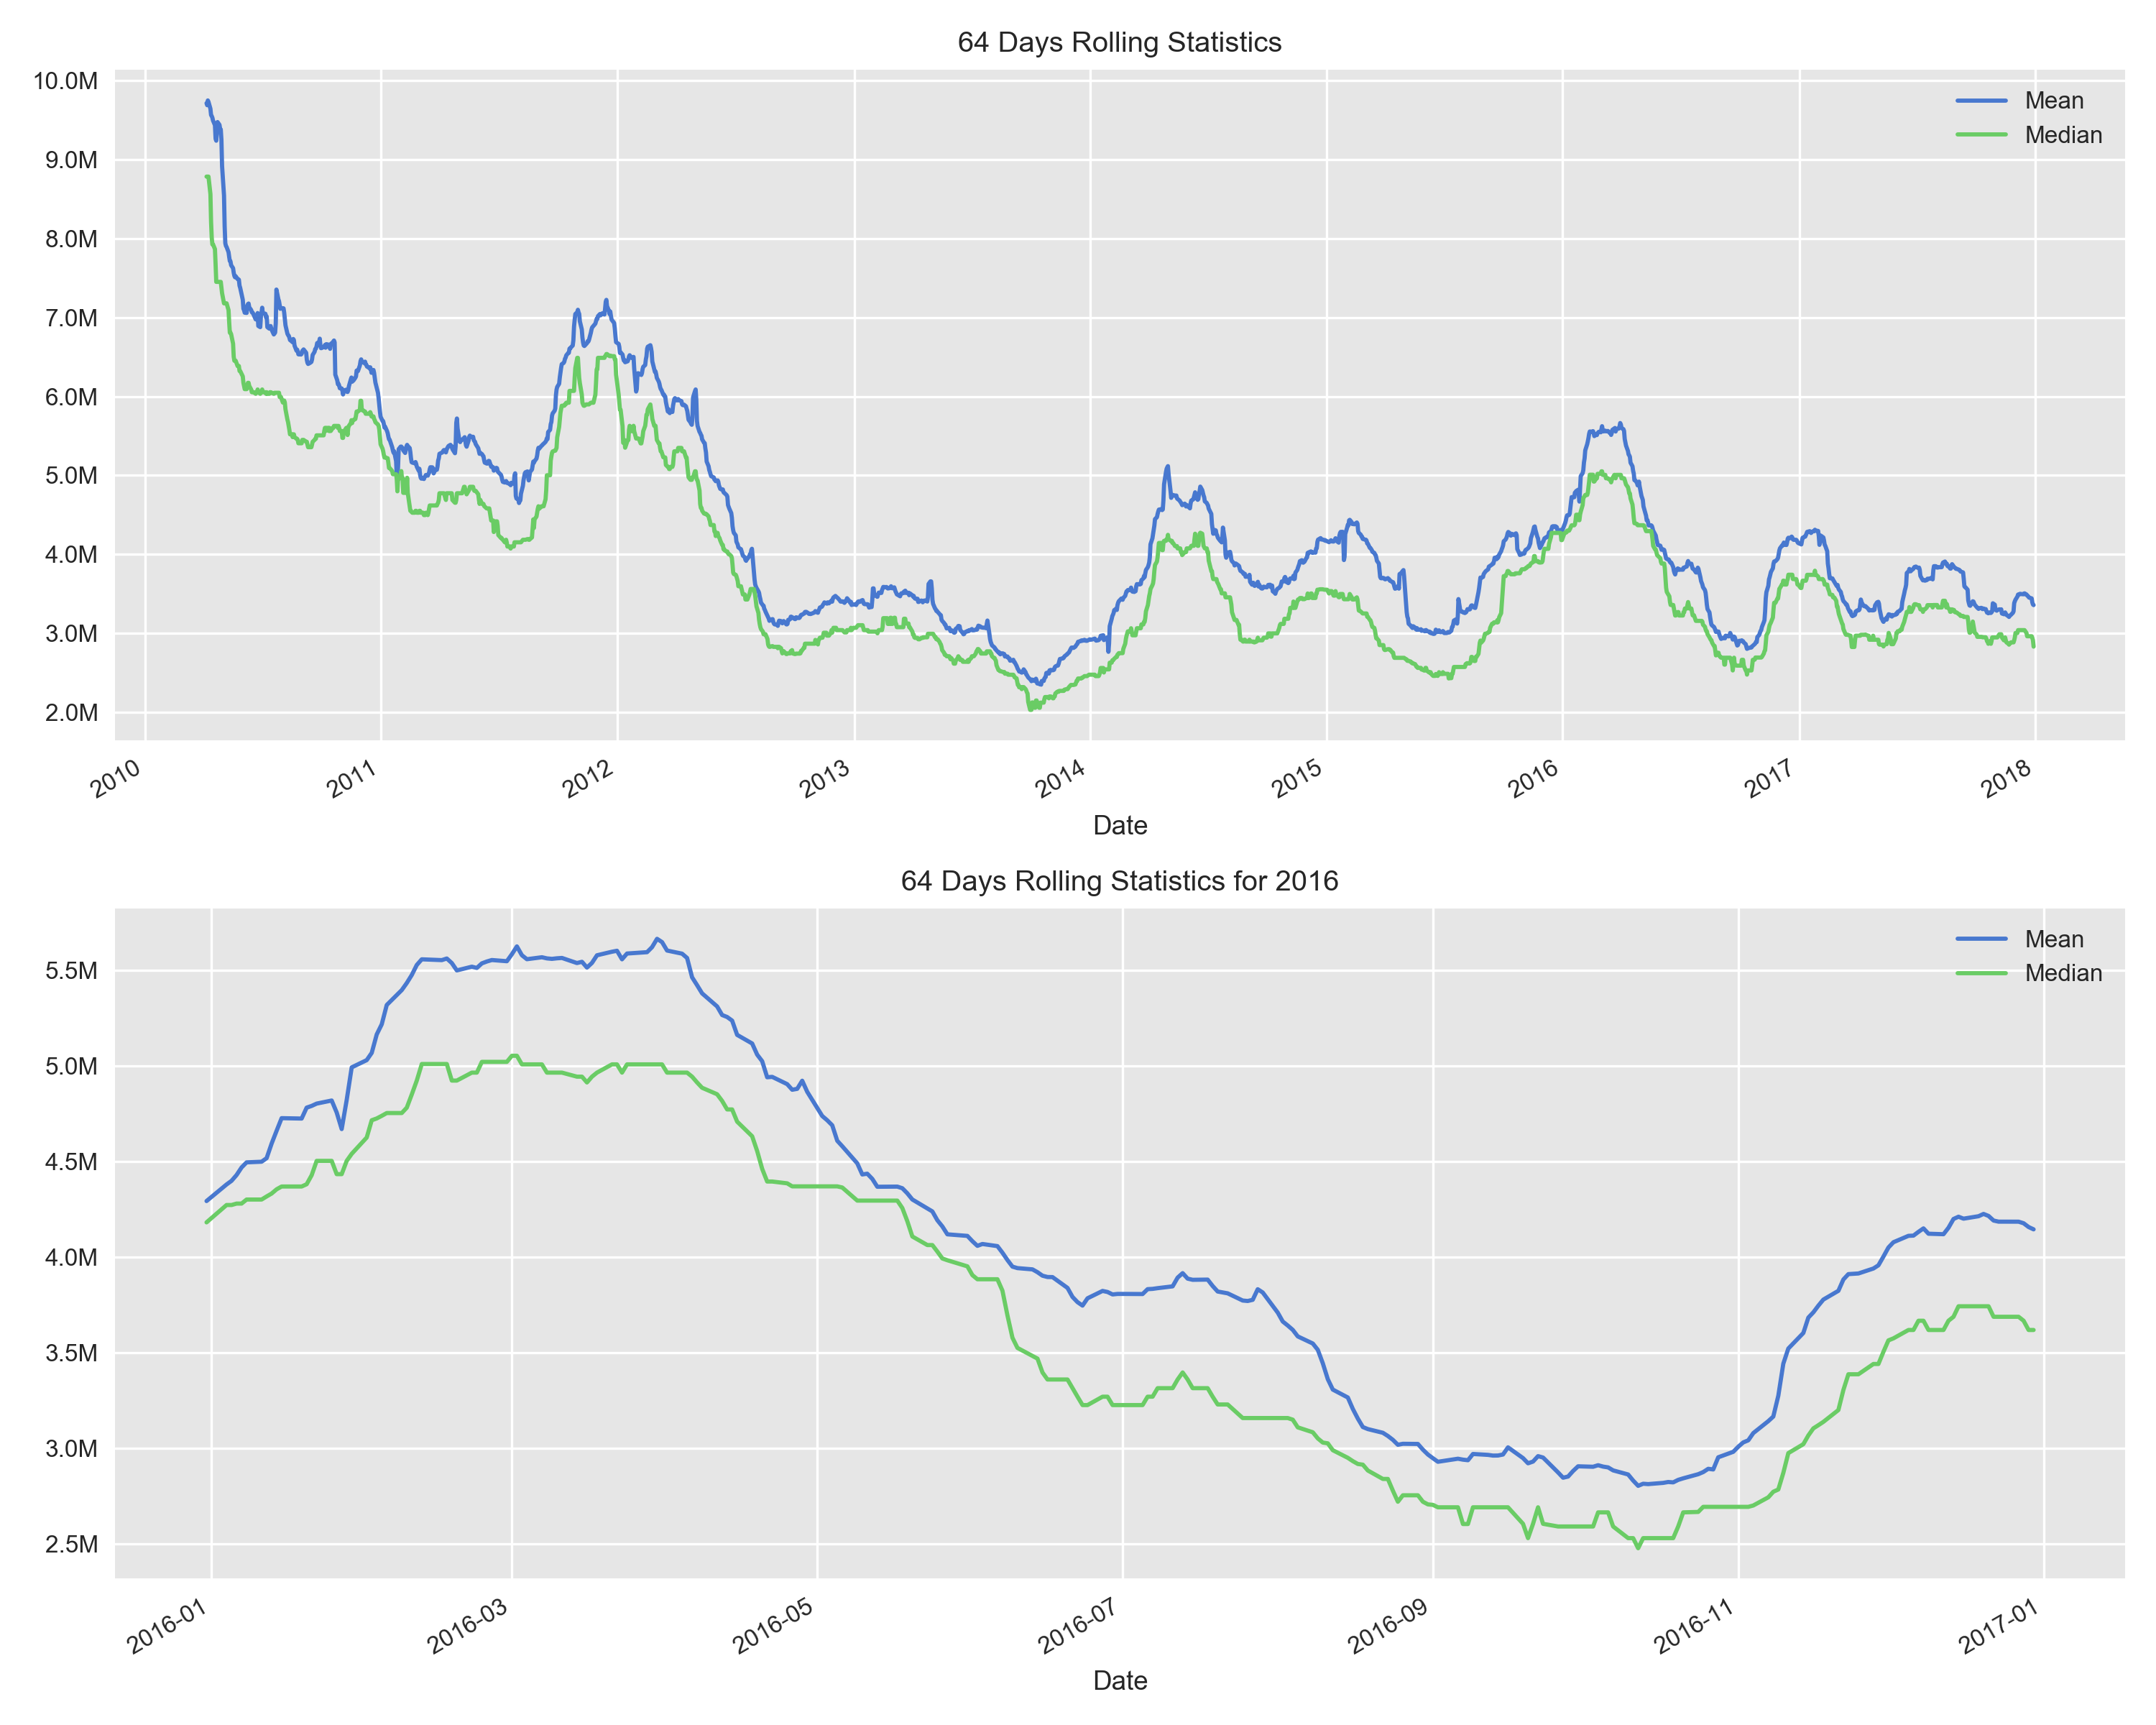 64 Days Rolling Statistics
10.0M
9.0M
8.0M
7.0M
6.0M
5.0M
4.0M
3.0M
2.0M
Mean
Median
2010
2011
2012
2013
2014
2015
2016
2017
2018
Date
64 Days Rolling Statistics for 2016
5.5M
5.0M
4.5M
4.0M
3.5M
3.0M
2.5M
Mean
Median
2016-01
2016-03
2016-05
2016-07
2016-09
2016-11
2017-01
Date